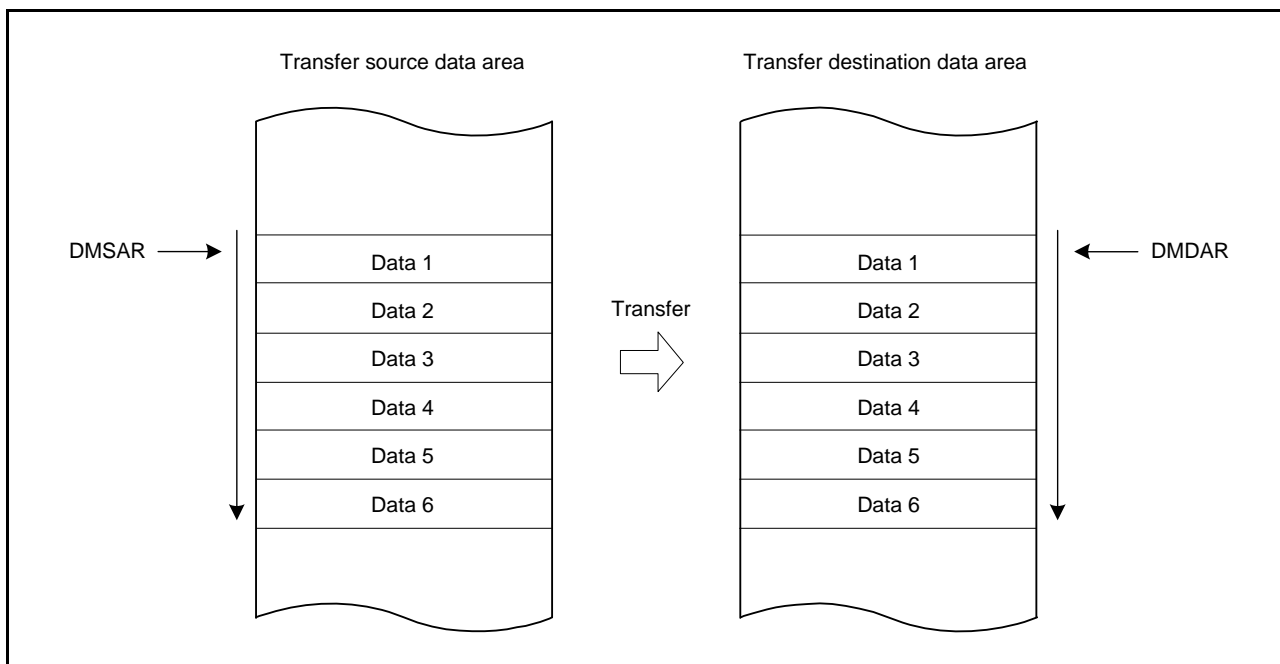 Transfer source data area
Transfer destination data area
DMSAR
DMDAR
Data 1
Data 1
Data 2
Transfer
Data 2
Data 3
Data 3
Data 4
Data 4
Data 5
Data 5
Data 6
Data 6